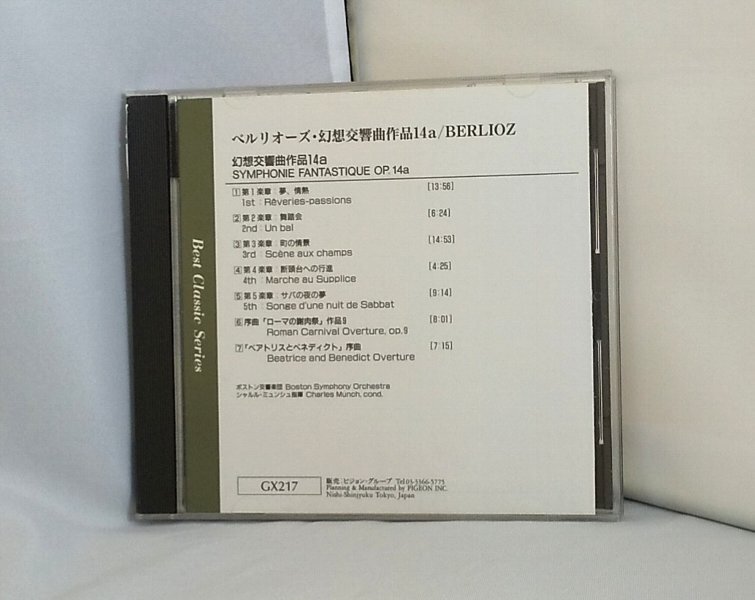 ベルリオーズ・幻想交響曲作品14a/BERLIOZ
幻想交響曲作品14a
SYMPHONIE FANTASTIQUE OP. 14a
1 第1楽章:夢、情熱 [13:56]
1st : Rêveries-passions
2 第2楽章:舞踏会 [6:24]
2nd : Un bal
3 第3楽章:町の情景 [14:53]
3rd : Scène aux champs
4 第4楽章:断頭台への行進 [4:25]
4th : Marche au Supplice
5 第5楽章:サバの夜の夢 [9:14]
5th : Songe d'une nuit de Sabbat
6 序曲「ローマの謝肉祭」作品9 [8:01]
Roman Carnival Overture, op.9
7 「ベアトリスとベネディクト」序曲 [7:15]
Beatrice and Benedict Overture
ボストン交響楽団 Boston Symphony Orchestra
シャルル・ミュンシュ指揮 Charles Munch, cond.
GX217
販売:ピジョン・グループ Tel.03-5366-5775
Planning & Manufactured by PIGEON INC.
Nishi-Shinjyuku Tokyo, Japan
Best Classic Series